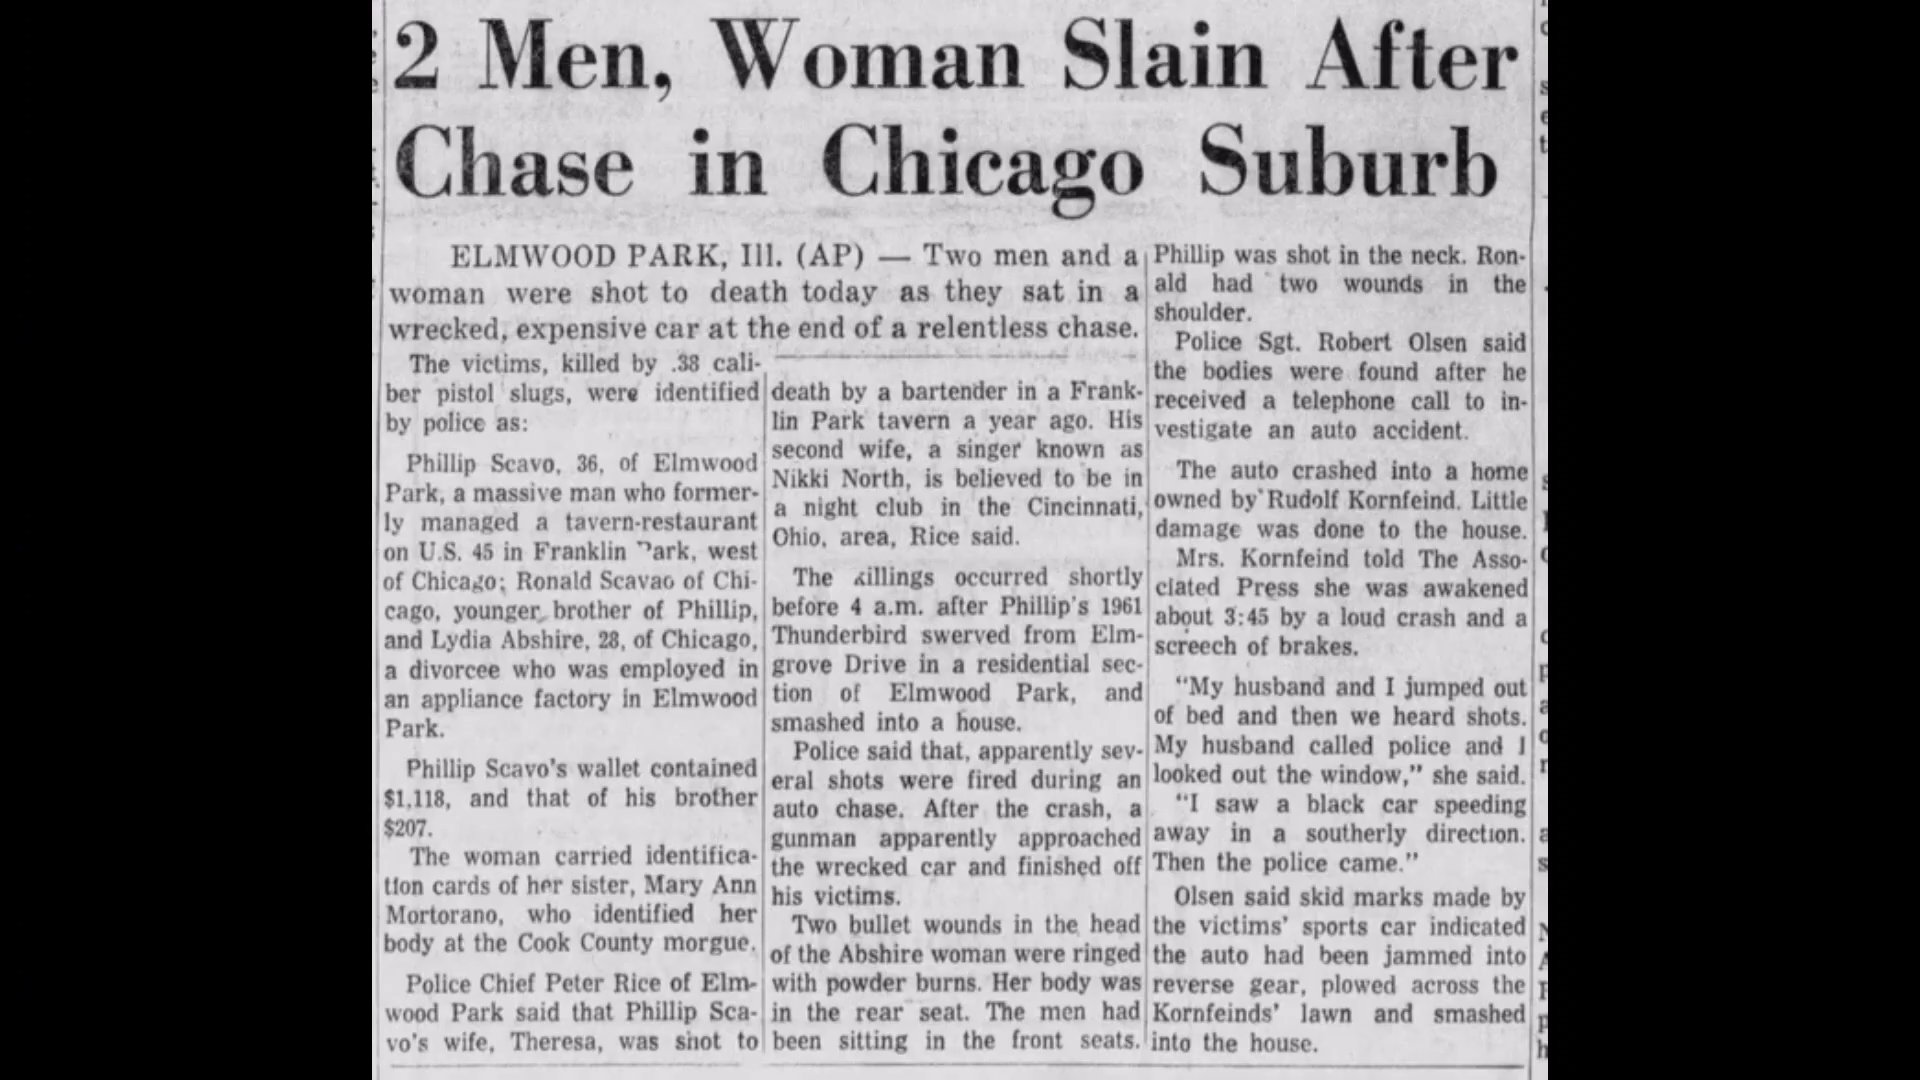 2 Men, Woman Slain After
Chase in Chicago Suburb
ELMWOOD PARK, Ill. (AP) — Two men and a
woman were shot to death today as they sat in a
wrecked, expensive car at the end of a relentless chase.
The victims, killed by .38 cali-
ber pistol slugs, were identified
by police as:
Phillip Scavo, 36, of Elmwood
Park, a massive man who former-
ly managed a tavern-restaurant
on U.S. 45 in Franklin Park, west
of Chicago; Ronald Scavao of Chi-
cago, younger brother of Phillip,
and Lydia Abshire, 28, of Chicago,
a divorcee who was employed in
an appliance factory in Elmwood
Park.
Phillip Scavo's wallet contained
$1,118, and that of his brother
$207.
The woman carried identifica-
tion cards of her sister, Mary Ann
Mortorano, who identified her
body at the Cook County morgue.
Police Chief Peter Rice of Elm-
wood Park said that Phillip Sca-
vo's wife, Theresa, was shot to
death by a bartender in a Frank-
lin Park tavern a year ago. His
second wife, a singer known as
Nikki North, is believed to be in
a night club in the Cincinnati,
Ohio, area, Rice said.
The killings occurred shortly
before 4 a.m. after Phillip's 1961
Thunderbird swerved from Elm-
grove Drive in a residential sec-
tion of Elmwood Park, and
smashed into a house.
Police said that, apparently sev-
eral shots were fired during an
auto chase. After the crash, a
gunman apparently approached
the wrecked car and finished off
his victims.
Two bullet wounds in the head
of the Abshire woman were ringed
with powder burns. Her body was
in the rear seat. The men had
been sitting in the front seats.
Phillip was shot in the neck. Ron-
ald had two wounds in the
shoulder.
Police Sgt. Robert Olsen said
the bodies were found after he
received a telephone call to in-
vestigate an auto accident.
The auto crashed into a home
owned by Rudolf Kornfeind. Little
damage was done to the house.
Mrs. Kornfeind told The Asso-
ciated Press she was awakened
about 3:45 by a loud crash and a
screech of brakes.
"My husband and I jumped out
of bed and then we heard shots.
My husband called police and I
looked out the window," she said.
"I saw a black car speeding
away in a southerly direction.
Then the police came."
Olsen said skid marks made by
the victims' sports car indicated
the auto had been jammed into
reverse gear, plowed across the
Kornfeinds' lawn and smashed
into the house.